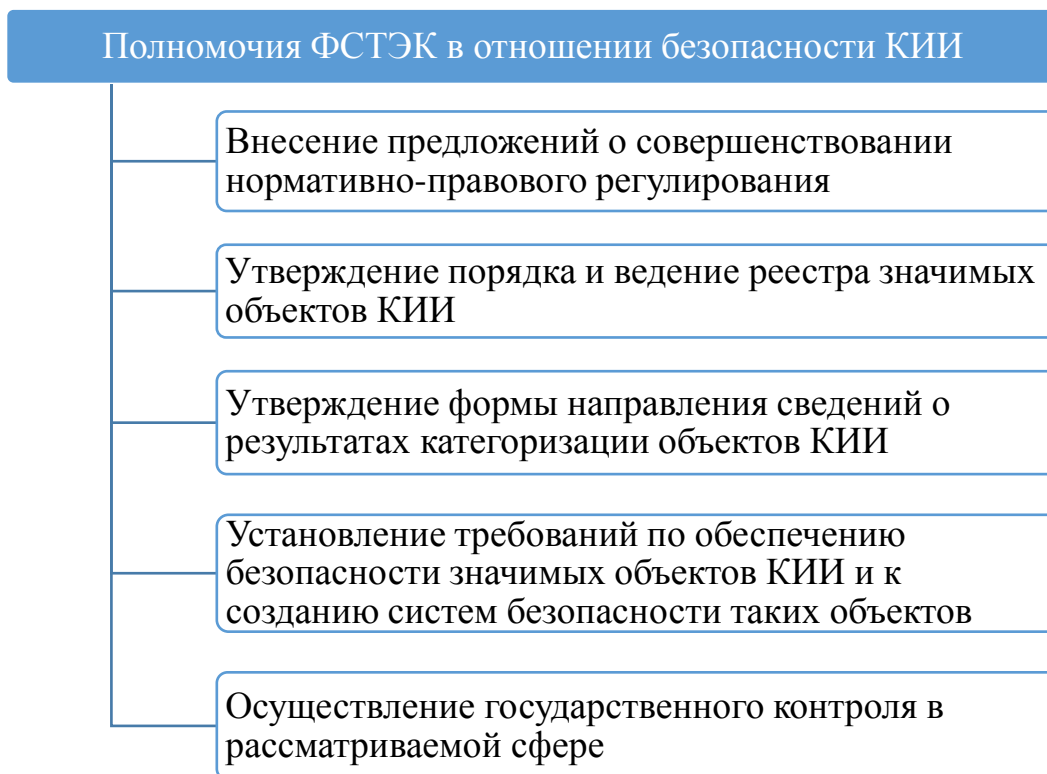 Полномочия ФСТЭК в отношении безопасности КИИ
Внесение предложений о совершенствовании
нормативно-правового регулирования
Утверждение порядка и ведение реестра значимых
объектов КИИ
Утверждение формы направления сведений о
результатах категоризации объектов КИИ
Установление требований по обеспечению
безопасности значимых объектов КИИ и к
созданию систем безопасности таких объектов
Осуществление государственного контроля в
рассматриваемой сфере